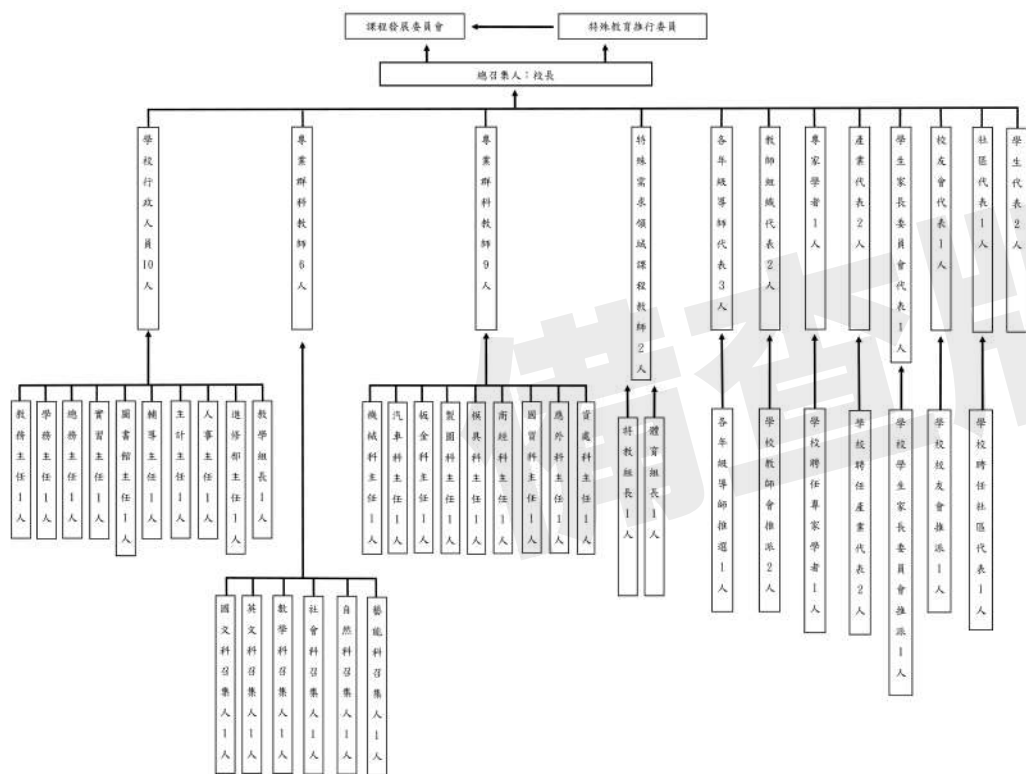 課程發展委員會
特殊教育推行委員
總召集人：校長
學校行政人員10人
專業群科教師6人
專業群科教師9人
特殊需求領域課程教師2人
各年級導師代表3人
教師組織代表2人
專家學者1人
產業代表2人
學生家長委員會代表1人
校友會代表1人
社區代表1人
學生代表2人
教務主任1人
學務主任1人
總務主任1人
實習主任1人
圖書館主任1人
輔導主任1人
主計主任1人
人事主任1人
進修部主任1人
教學組長1人
機械科主任1人
汽車科主任1人
板金科主任1人
製圖科主任1人
模具科主任1人
商經科主任1人
國貿科主任1人
應外科主任1人
資處科主任1人
特教組長1人
體育組長1人
各年級導師推選1人
學校教師會推派2人
學校聘任專家學者1人
學校聘任產業代表2人
學校學生家長委員會推派1人
學校校友會推派1人
學校聘任社區代表1人
國文科召集人1人
英文科召集人1人
數學科召集人1人
社會科召集人1人
自然科召集人1人
藝能科召集人1人
備查版